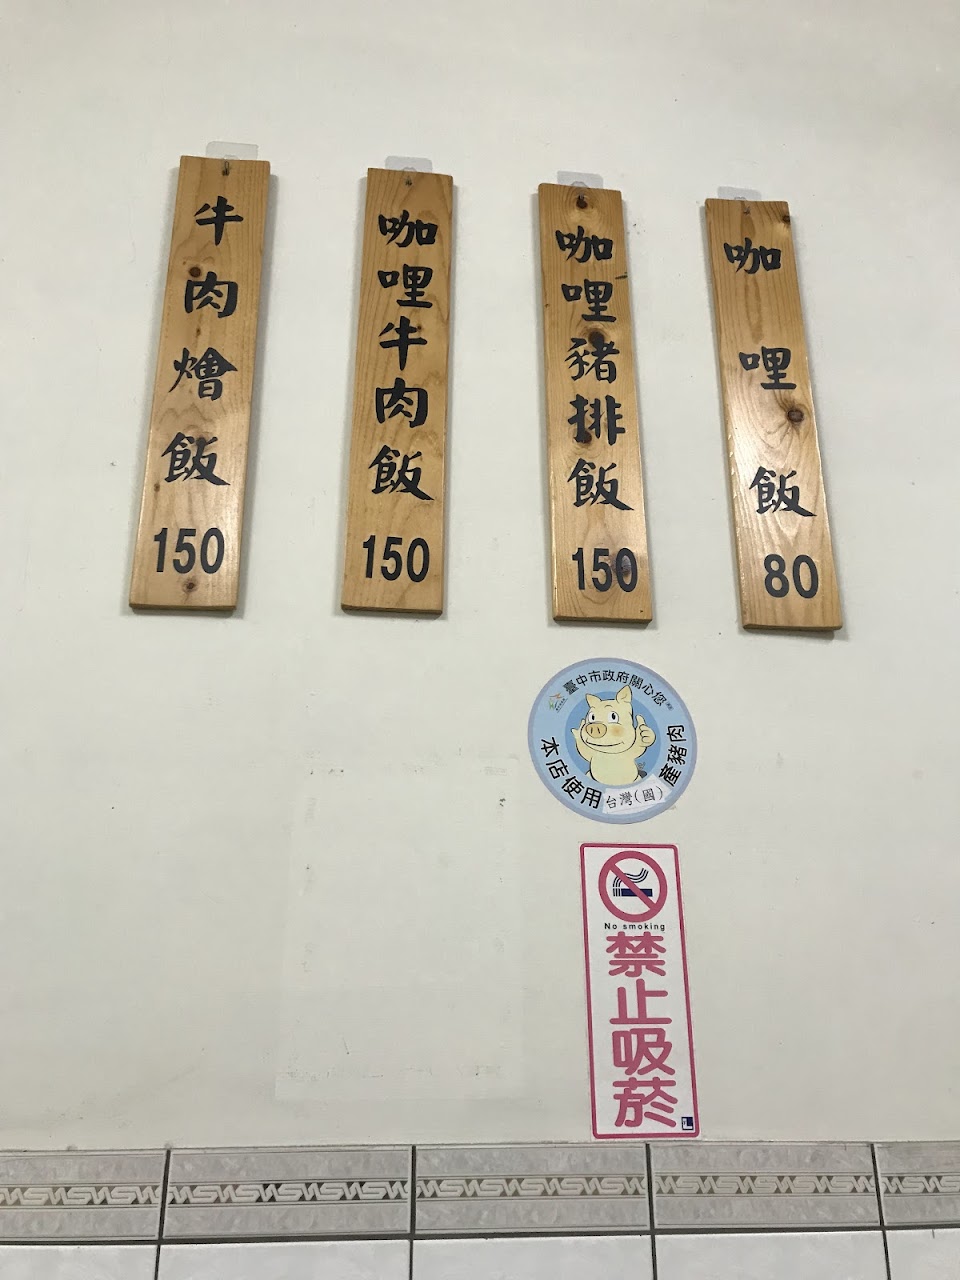 牛肉燴飯
150
咖哩牛肉飯
150
咖哩豬排飯
150
咖哩飯
80
臺中市政府關心您
本店使用台灣(國)產豬肉
No smoking
禁止吸菸